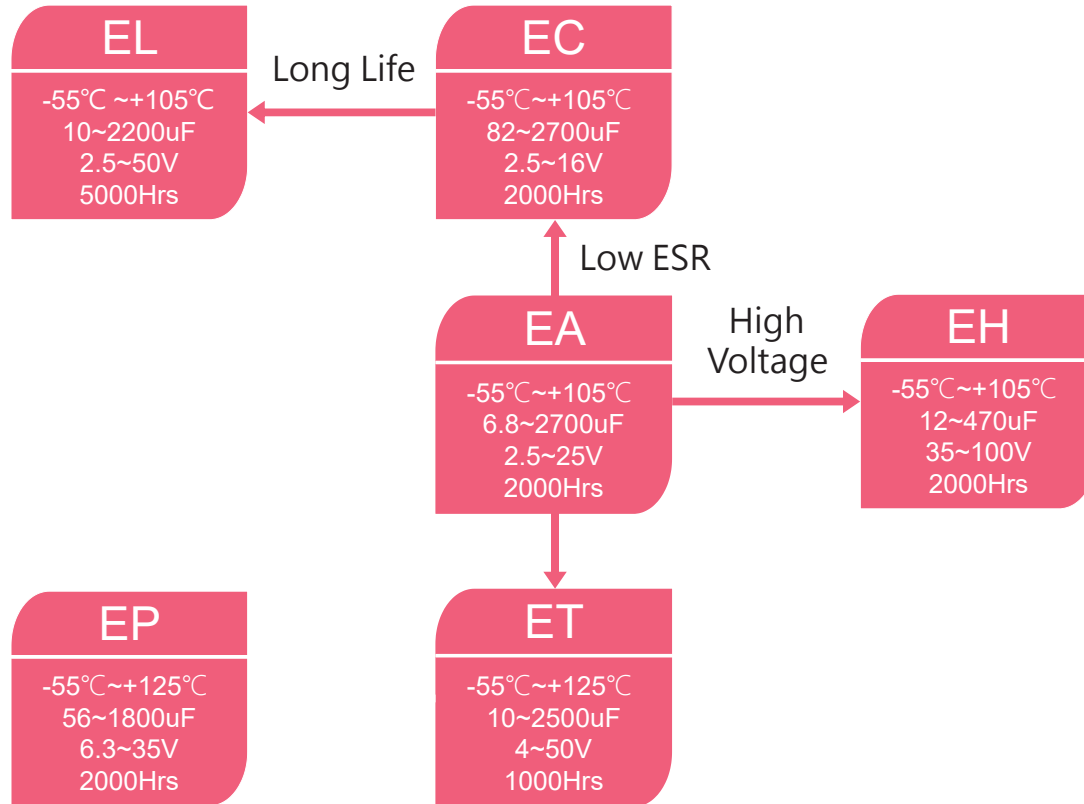 EL
-55℃ ~+105℃
10~2200uF
2.5~50V
5000Hrs
Long Life
EC
-55℃~+105℃
82~2700uF
2.5~16V
2000Hrs
Low ESR
EA
-55℃~+105℃
6.8~2700uF
2.5~25V
2000Hrs
High
Voltage
EH
-55℃~+105℃
12~470uF
35~100V
2000Hrs
EP
-55℃~+125℃
56~1800uF
6.3~35V
2000Hrs
ET
-55℃~+125℃
10~2500uF
4~50V
1000Hrs